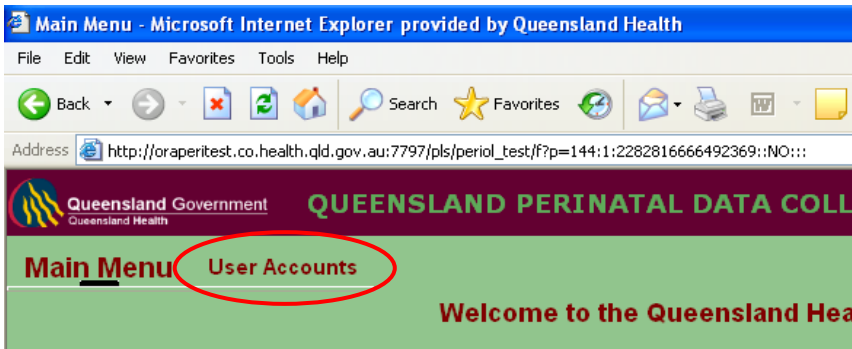 Main Menu - Microsoft Internet Explorer provided by Queensland Health
File Edit View Favorites Tools Help
Back Search Favorites
Address http://oraperitest.co.health.qld.gov.au:7797/pls/periol_test/f?p=144:1:2282816666492369::NO:::
Queensland Government
Queensland Health
QUEENSLAND PERINATAL DATA COLL
Main Menu User Accounts
Welcome to the Queensland Hea